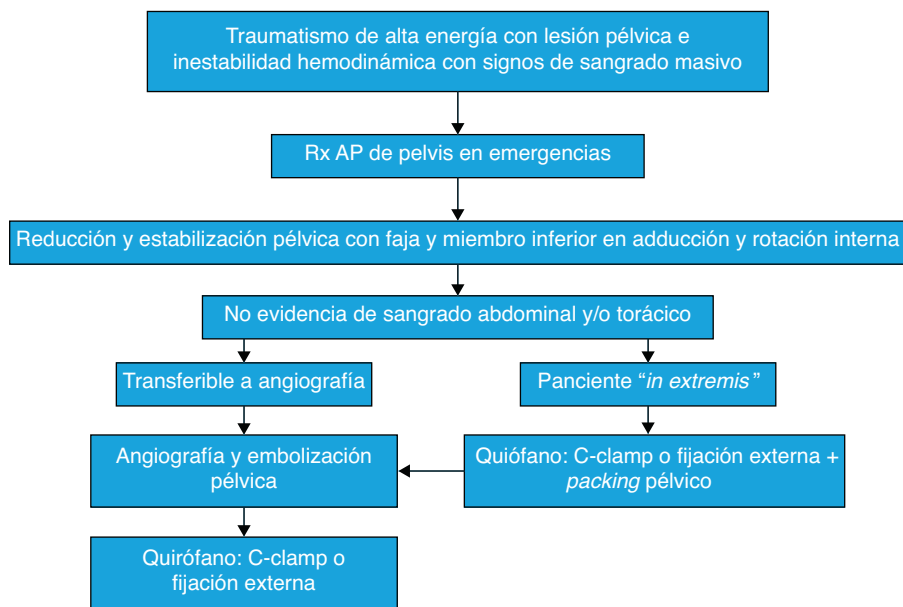 Traumatismo de alta energía con lesión pélvica e
inestabilidad hemodinámica con signos de sangrado masivo
Rx AP de pelvis en emergencias
Reducción y estabilización pélvica con faja y miembro inferior en adducción y rotación interna
No evidencia de sangrado abdominal y/o torácico
Transferible a angiografía
Panciente “in extremis”
Angiografía y embolización
pélvica
Quiófano: C-clamp o fijación externa +
packing pélvico
Quirófano: C-clamp o
fijación externa